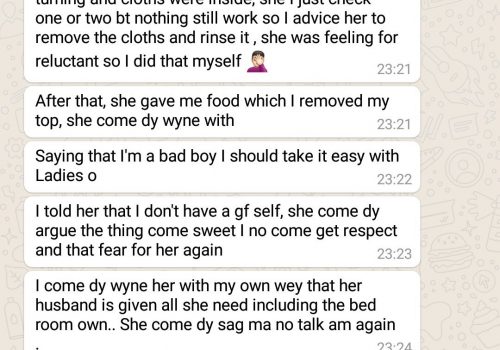 turning and cloths were inside, she I just check
one or two bt nothing still work so I advice her to
remove the cloths and rinse it , she was feeling for
reluctant so I did that myself 🤦🏻‍♂️
23:21
After that, she gave me food which I removed my
top, she come dy wyne with
23:21
Saying that I'm a bad boy I should take it easy with
Ladies o
23:22
I told her that I don't have a gf self, she come dy
argue the thing come sweet I no come get respect
and that fear for her again
23:23
I come dy wyne her with my own wey that her
husband is given all she need including the bed
room own.. She come dy sag ma no talk am again
.
23:24